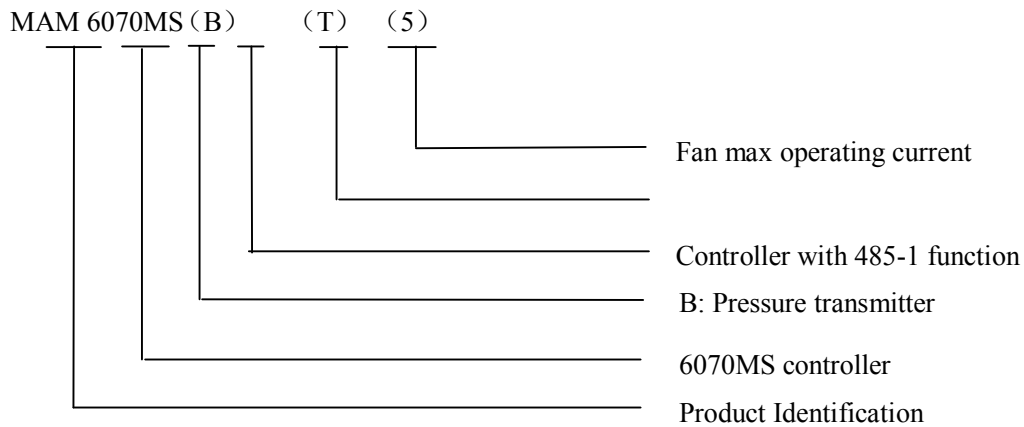 MAM 6070MS（B） （T） （5）
Fan max operating current
Controller with 485-1 function
B: Pressure transmitter
6070MS controller
Product Identification